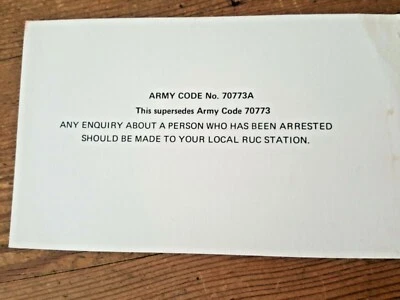 ARMY CODE No. 70773A
This supersedes Army Code 70773
ANY ENQUIRY ABOUT A PERSON WHO HAS BEEN ARRESTED
SHOULD BE MADE TO YOUR LOCAL RUC STATION.